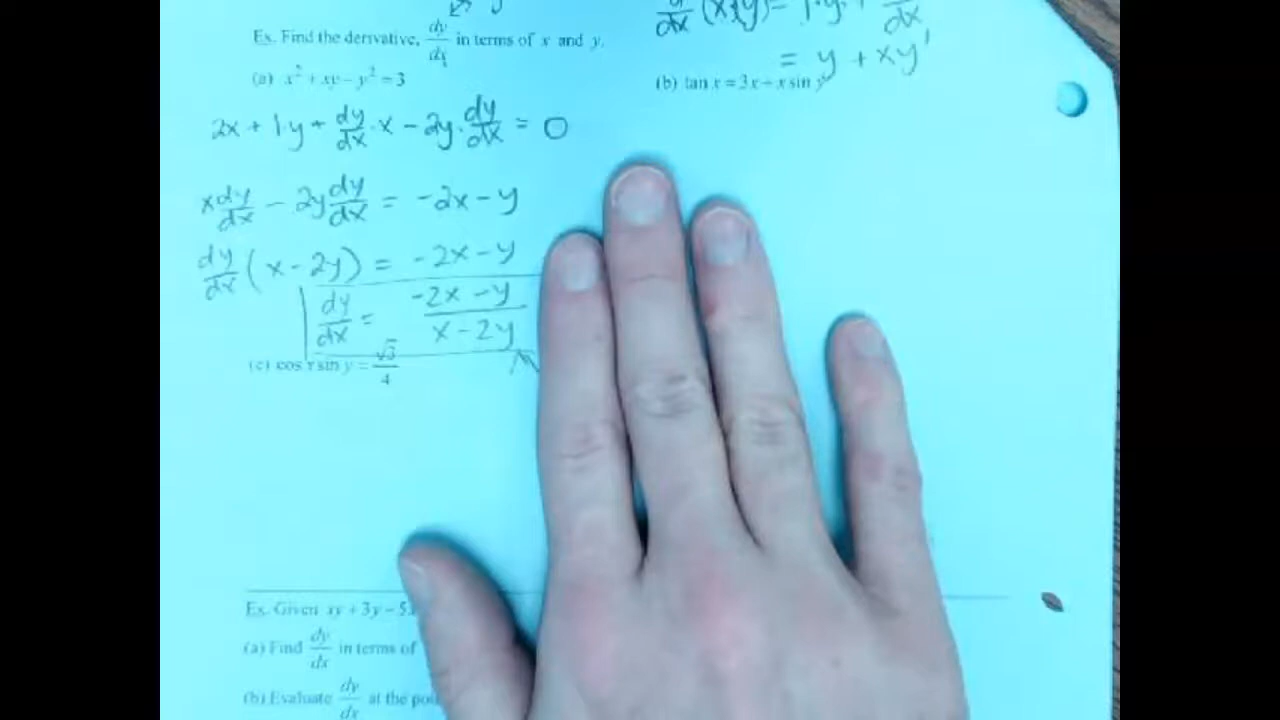 Ex. Find the derivative, dy/dx in terms of x and y.
(a) x² + xy − y² = 3
2x + 1·y + dy/dx · x − 2y · dy/dx = 0
x dy/dx − 2y dy/dx = −2x − y
dy/dx (x − 2y) = −2x − y
dy/dx = (−2x − y)/(x − 2y)
= y + xy'
(b) tan x = 3x + x sin y
(c) cos x sin y = √3/4
Ex. Given xy + 3y − 5
(a) Find dy/dx in terms of
(b) Evaluate dy/dx at the